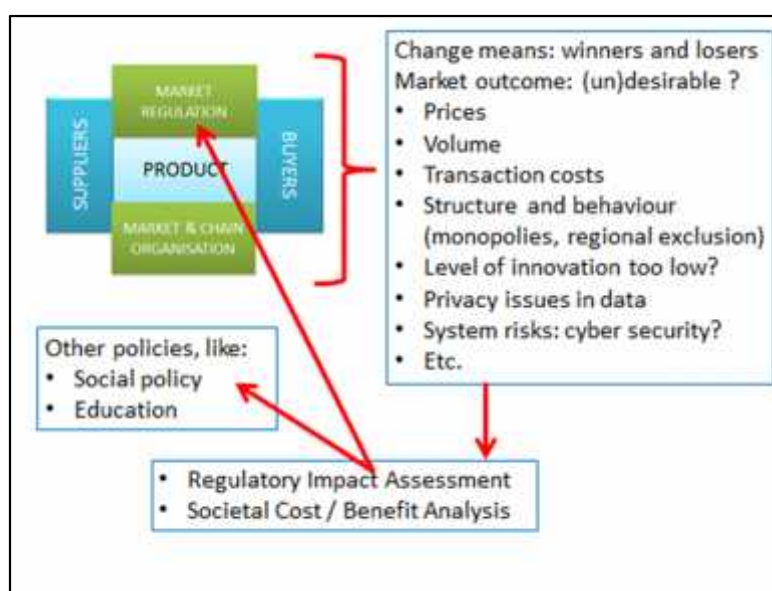 MARKET
REGULATION
SUPPLIERS
PRODUCT
BUYERS
MARKET & CHAIN
ORGANISATION
Change means: winners and losers
Market outcome: (un)desirable ?
• Prices
• Volume
• Transaction costs
• Structure and behaviour
(monopolies, regional exclusion)
• Level of innovation too low?
• Privacy issues in data
• System risks: cyber security?
• Etc.
Other policies, like:
• Social policy
• Education
• Regulatory Impact Assessment
• Societal Cost / Benefit Analysis